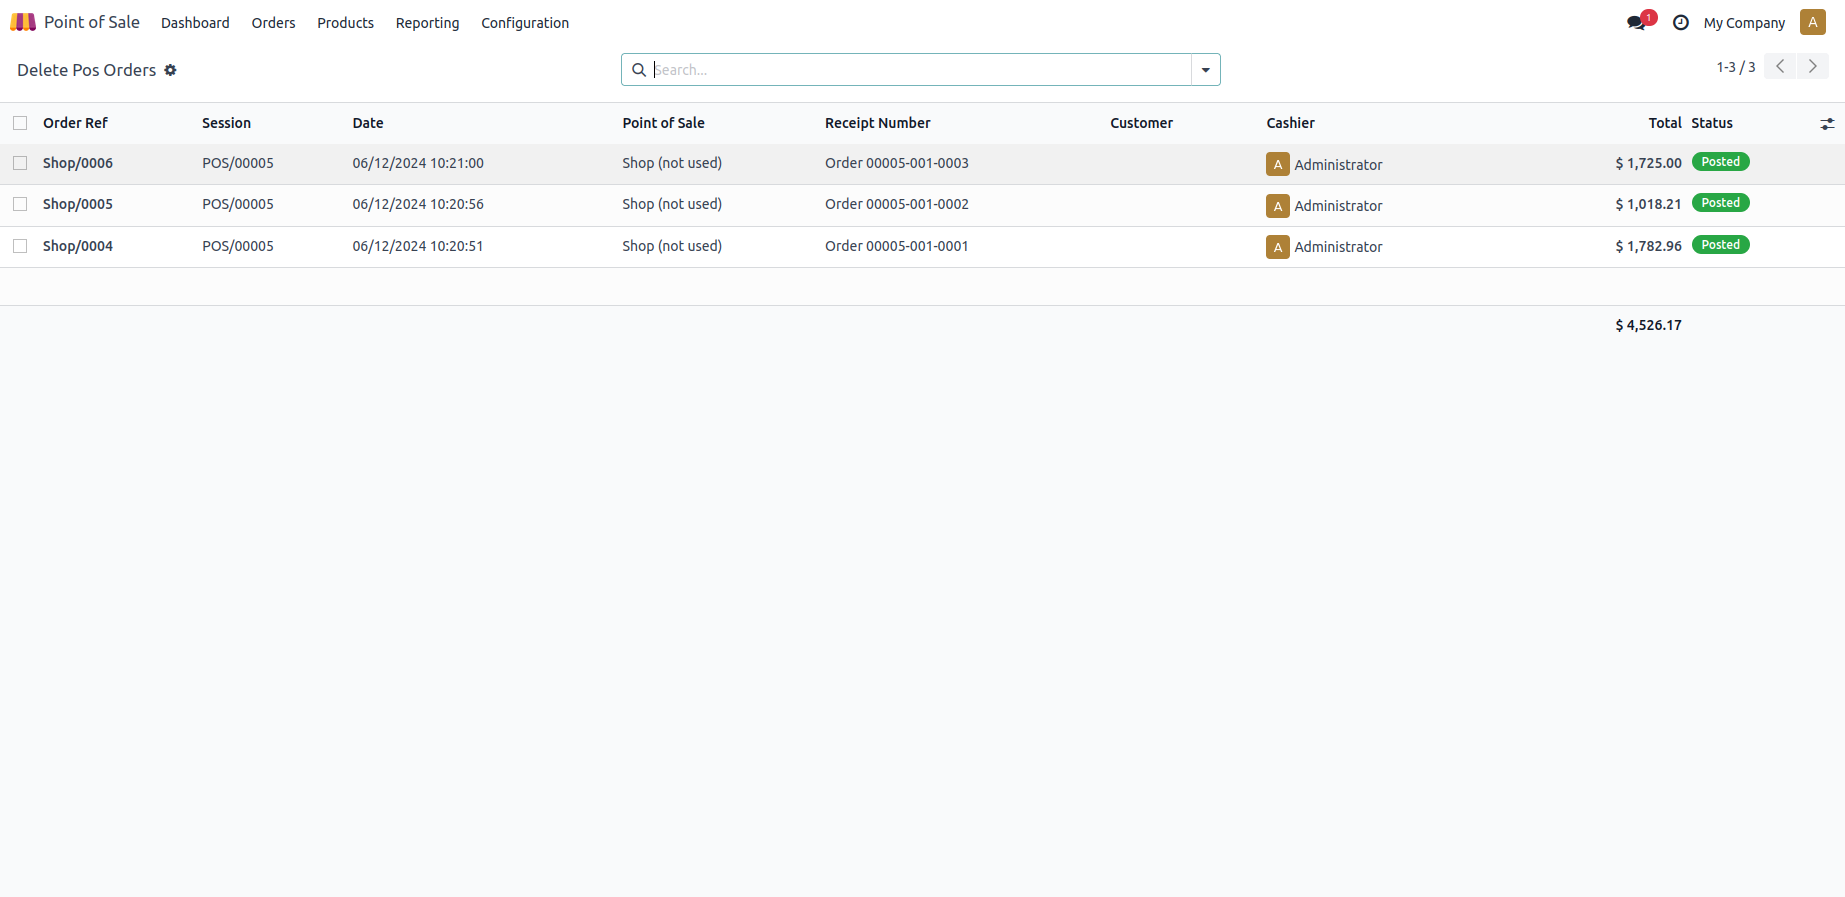 Point of Sale Dashboard Orders Products Reporting Configuration 1 My Company A
Delete Pos Orders Search... 1-3 / 3
Order Ref Session Date Point of Sale Receipt Number Customer Cashier Total Status
Shop/0006 POS/00005 06/12/2024 10:21:00 Shop (not used) Order 00005-001-0003 A Administrator $ 1,725.00 Posted
Shop/0005 POS/00005 06/12/2024 10:20:56 Shop (not used) Order 00005-001-0002 A Administrator $ 1,018.21 Posted
Shop/0004 POS/00005 06/12/2024 10:20:51 Shop (not used) Order 00005-001-0001 A Administrator $ 1,782.96 Posted
$ 4,526.17